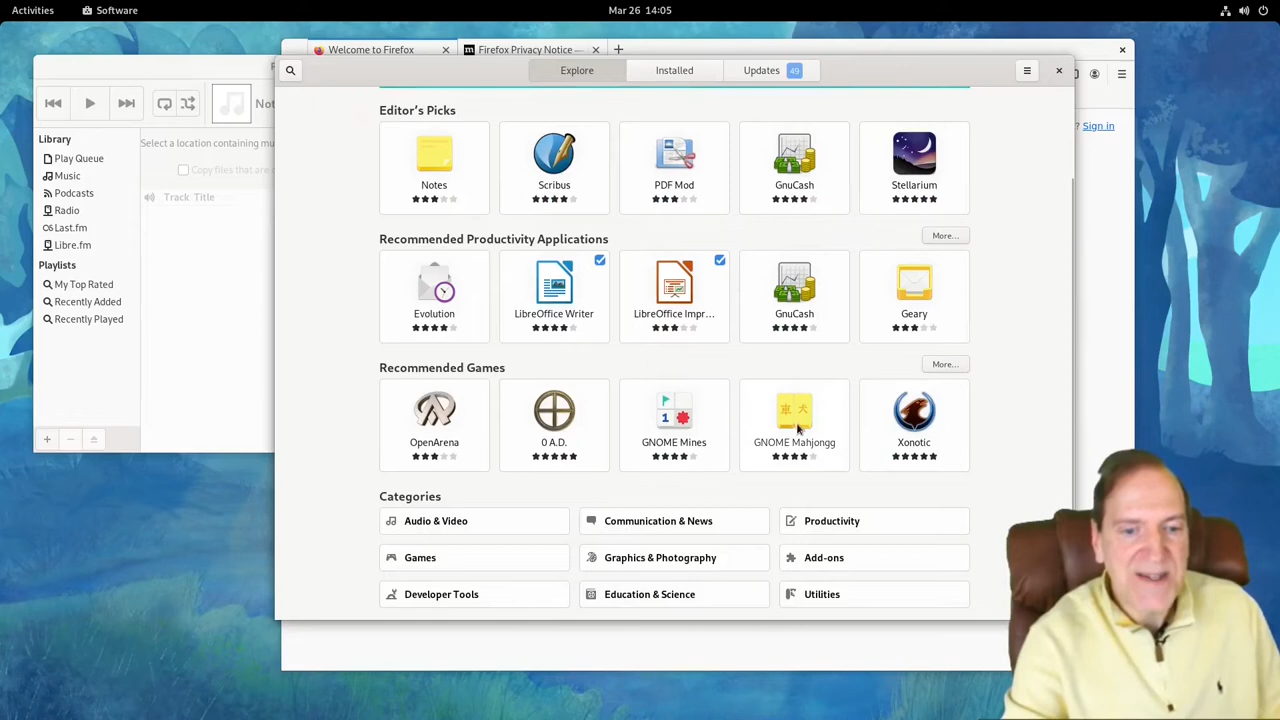 Activities
Software
Mar 26 14:05
Welcome to Firefox
Firefox Privacy Notice —
Explore
Installed
Updates 49
Library
Play Queue
Music
Podcasts
Radio
Last.fm
Libre.fm
Playlists
My Top Rated
Recently Added
Recently Played
Select a location containing mu
Copy files that are
Track Title
Sign in
Editor's Picks
Notes
Scribus
PDF Mod
GnuCash
Stellarium
Recommended Productivity Applications
More...
Evolution
LibreOffice Writer
LibreOffice Impr...
GnuCash
Geary
Recommended Games
More...
OpenArena
0 A.D.
GNOME Mines
GNOME Mahjongg
Xonotic
Categories
Audio & Video
Communication & News
Productivity
Games
Graphics & Photography
Add-ons
Developer Tools
Education & Science
Utilities